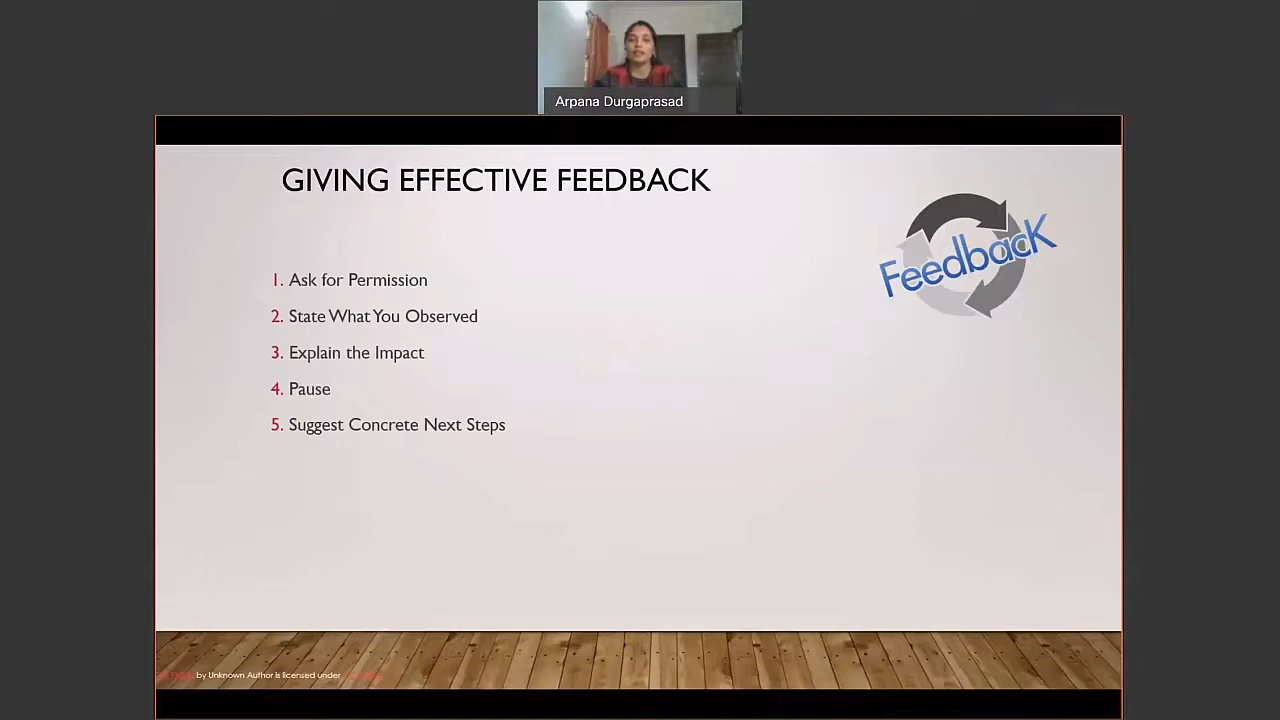 Arpana Durgaprasad
GIVING EFFECTIVE FEEDBACK
FeedbacK
1. Ask for Permission
2. State What You Observed
3. Explain the Impact
4. Pause
5. Suggest Concrete Next Steps
by Unknown Author is licensed under